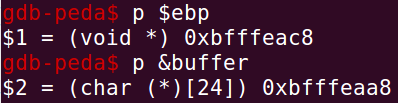 gdb-peda$ p $ebp
$1 = (void *) 0xbfffeac8
gdb-peda$ p &buffer
$2 = (char (*)[24]) 0xbfffeaa8